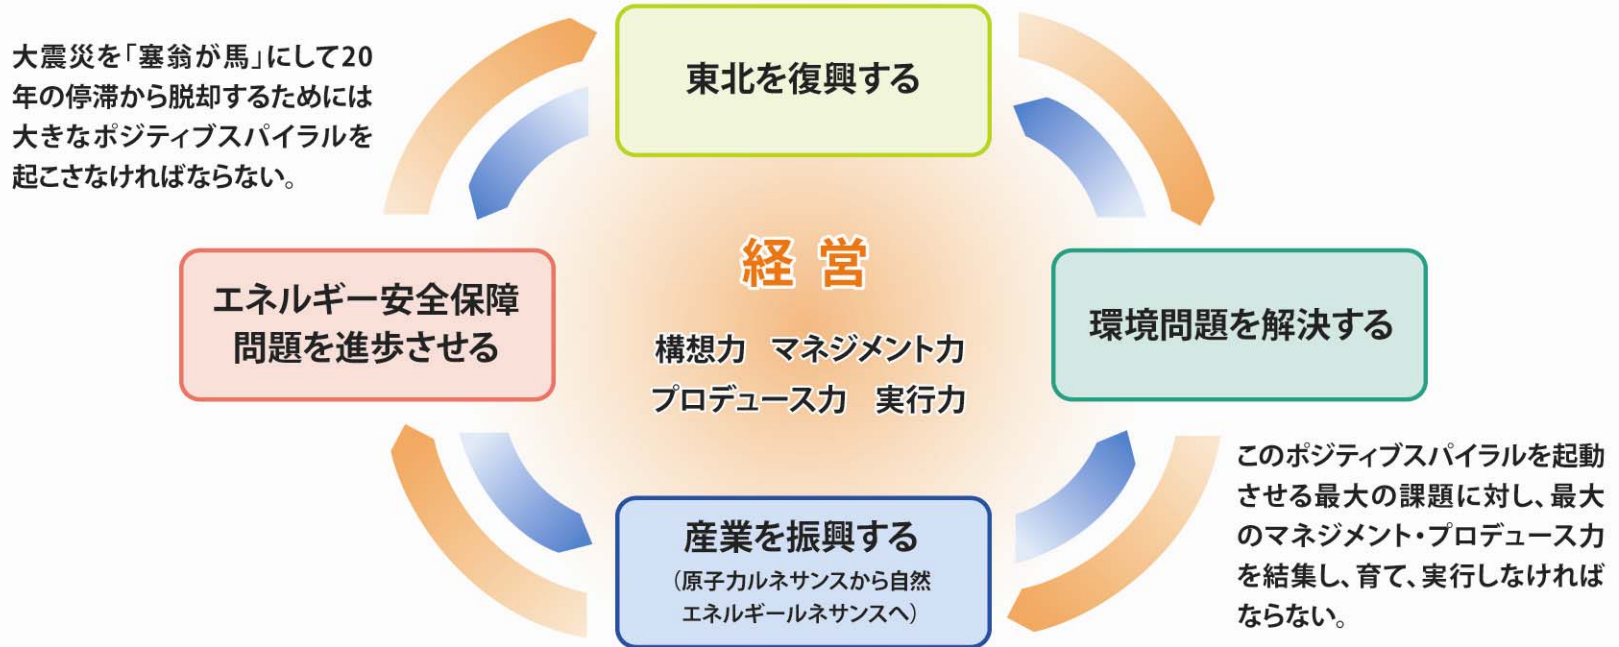 大震災を「塞翁が馬」にして20
年の停滞から脱却するためには
大きなポジティブスパイラルを
起こさなければならない。
東北を復興する
経営
構想力 マネジメント力
プロデュース力 実行力
エネルギー安全保障
問題を進歩させる
環境問題を解決する
産業を振興する
(原子力ルネサンスから自然
エネルギールネサンスへ)
このポジティブスパイラルを起動
させる最大の課題に対し、最大
のマネジメント・プロデュース力
を結集し、育て、実行しなければ
ならない。